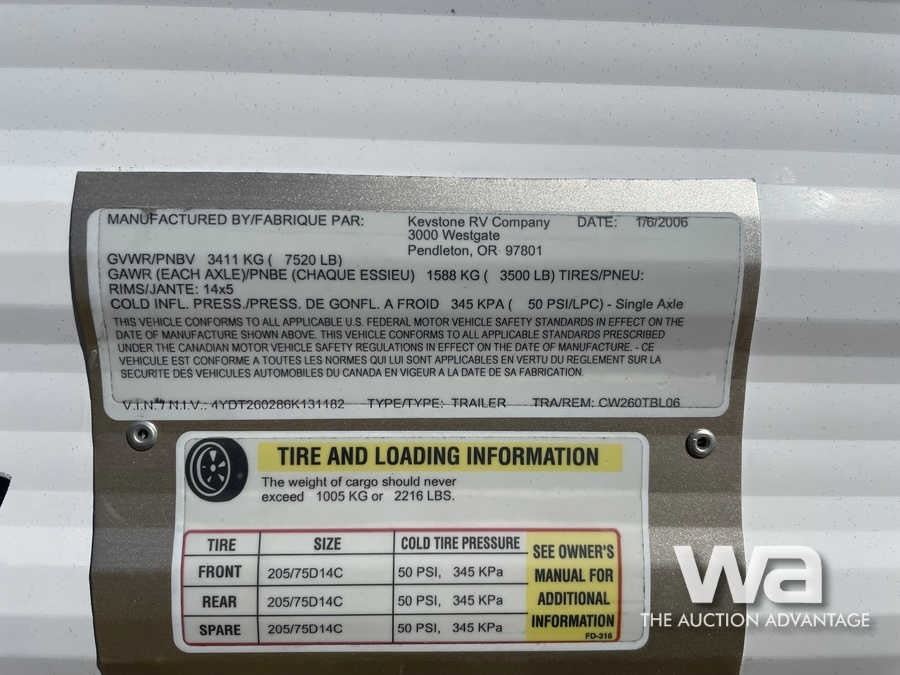 MANUFACTURED BY/FABRIQUE PAR: Keystone RV Company DATE: 1/6/2006
3000 Westgate
Pendleton, OR 97801
GVWR/PNBV 3411 KG ( 7520 LB)
GAWR (EACH AXLE)/PNBE (CHAQUE ESSIEU) 1588 KG ( 3500 LB) TIRES/PNEU:
RIMS/JANTE: 14x5
COLD INFL. PRESS./PRESS. DE GONFL. A FROID 345 KPA ( 50 PSI/LPC) - Single Axle
THIS VEHICLE CONFORMS TO ALL APPLICABLE U.S. FEDERAL MOTOR VEHICLE SAFETY STANDARDS IN EFFECT ON THE
DATE OF MANUFACTURE SHOWN ABOVE. THIS VEHICLE CONFORMS TO ALL APPLICABLE STANDARDS PRESCRIBED
UNDER THE CANADIAN MOTOR VEHICLE SAFETY REGULATIONS IN EFFECT ON THE DATE OF MANUFACTURE. - CE
VEHICULE EST CONFORME A TOUTES LES NORMES QUI LUI SONT APPLICABLES EN VERTU DU REGLEMENT SUR LA
SECURITE DES VEHICULES AUTOMOBILES DU CANADA EN VIGEUR A LA DATE DE SA FABRICATION.
V.I.N./ N.I.V.: 4YDT260286K131182 TYPE/TYPE: TRAILER TRA/REM: CW260TBL06
TIRE AND LOADING INFORMATION
The weight of cargo should never
exceed 1005 KG or 2216 LBS.
TIRE SIZE COLD TIRE PRESSURE
FRONT 205/75D14C 50 PSI, 345 KPa
REAR 205/75D14C 50 PSI, 345 KPa
SPARE 205/75D14C 50 PSI, 345 KPa
SEE OWNER'S
MANUAL FOR
ADDITIONAL
INFORMATION
FD-316
wa
THE AUCTION ADVANTAGE